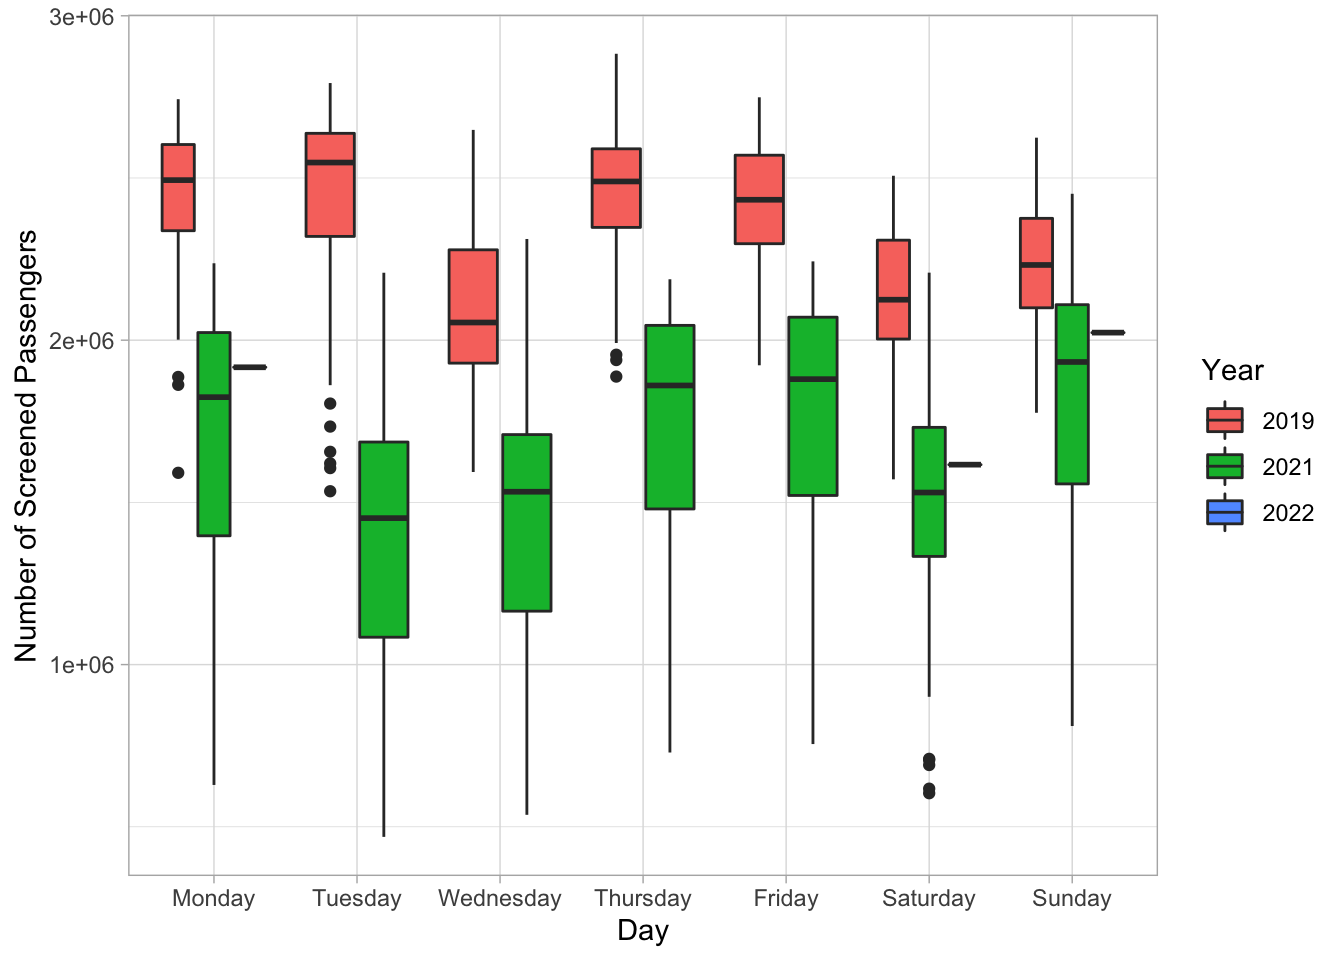 3e+06
2e+06
1e+06
Number of Screened Passengers
Monday Tuesday Wednesday Thursday Friday Saturday Sunday
Day
Year
2019
2021
2022